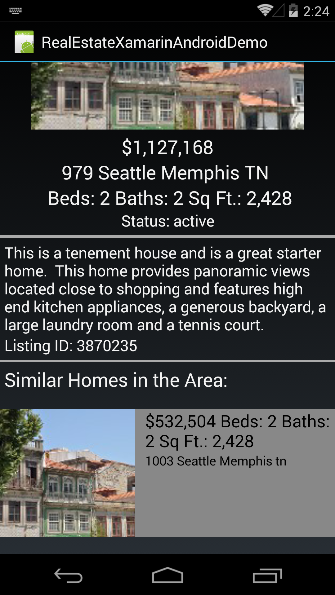 2:24
RealEstateXamarinAndroidDemo
$1,127,168
979 Seattle Memphis TN
Beds: 2 Baths: 2 Sq Ft.: 2,428
Status: active
This is a tenement house and is a great starter
home.  This home provides panoramic views
located close to shopping and features high
end kitchen appliances, a generous backyard, a
large laundry room and a tennis court.
Listing ID: 3870235
Similar Homes in the Area:
$532,504 Beds: 2 Baths:
2 Sq Ft.: 2,428
1003 Seattle Memphis tn